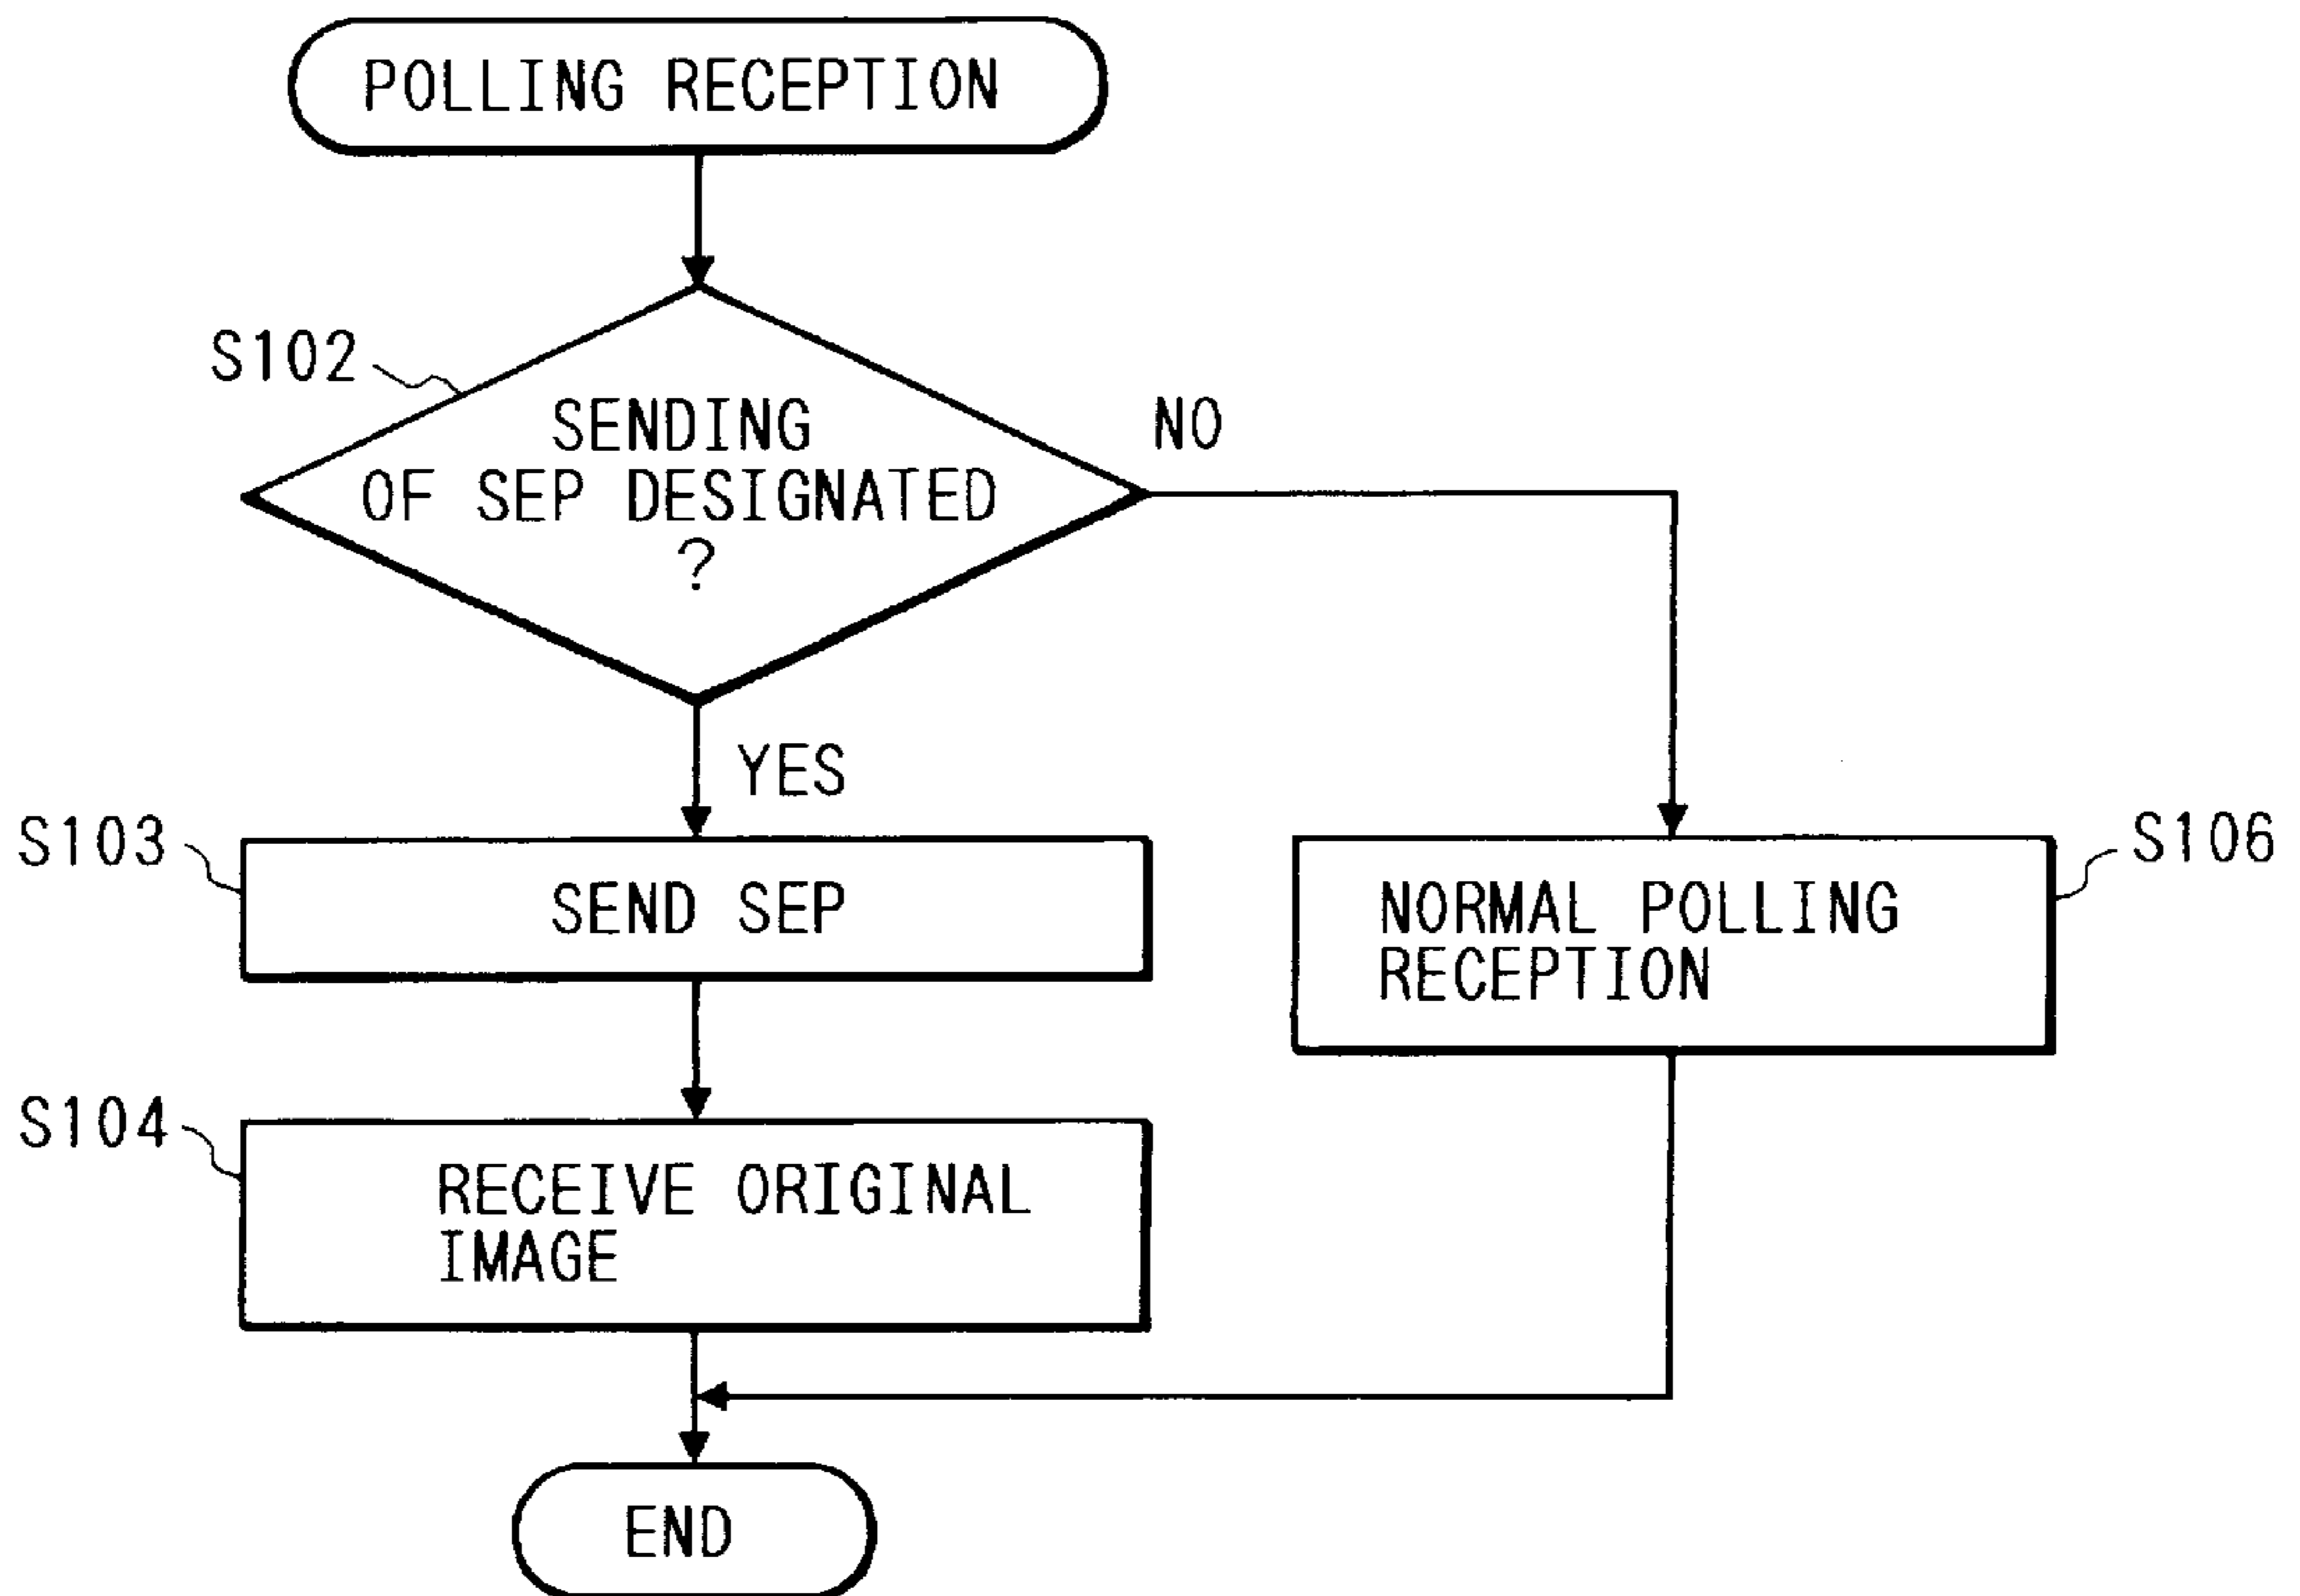 POLLING RECEPTION
S102
SENDING
OF SEP DESIGNATED
?
NO
YES
S103
SEND SEP
NORMAL POLLING
RECEPTION
S106
S104
RECEIVE ORIGINAL
IMAGE
END